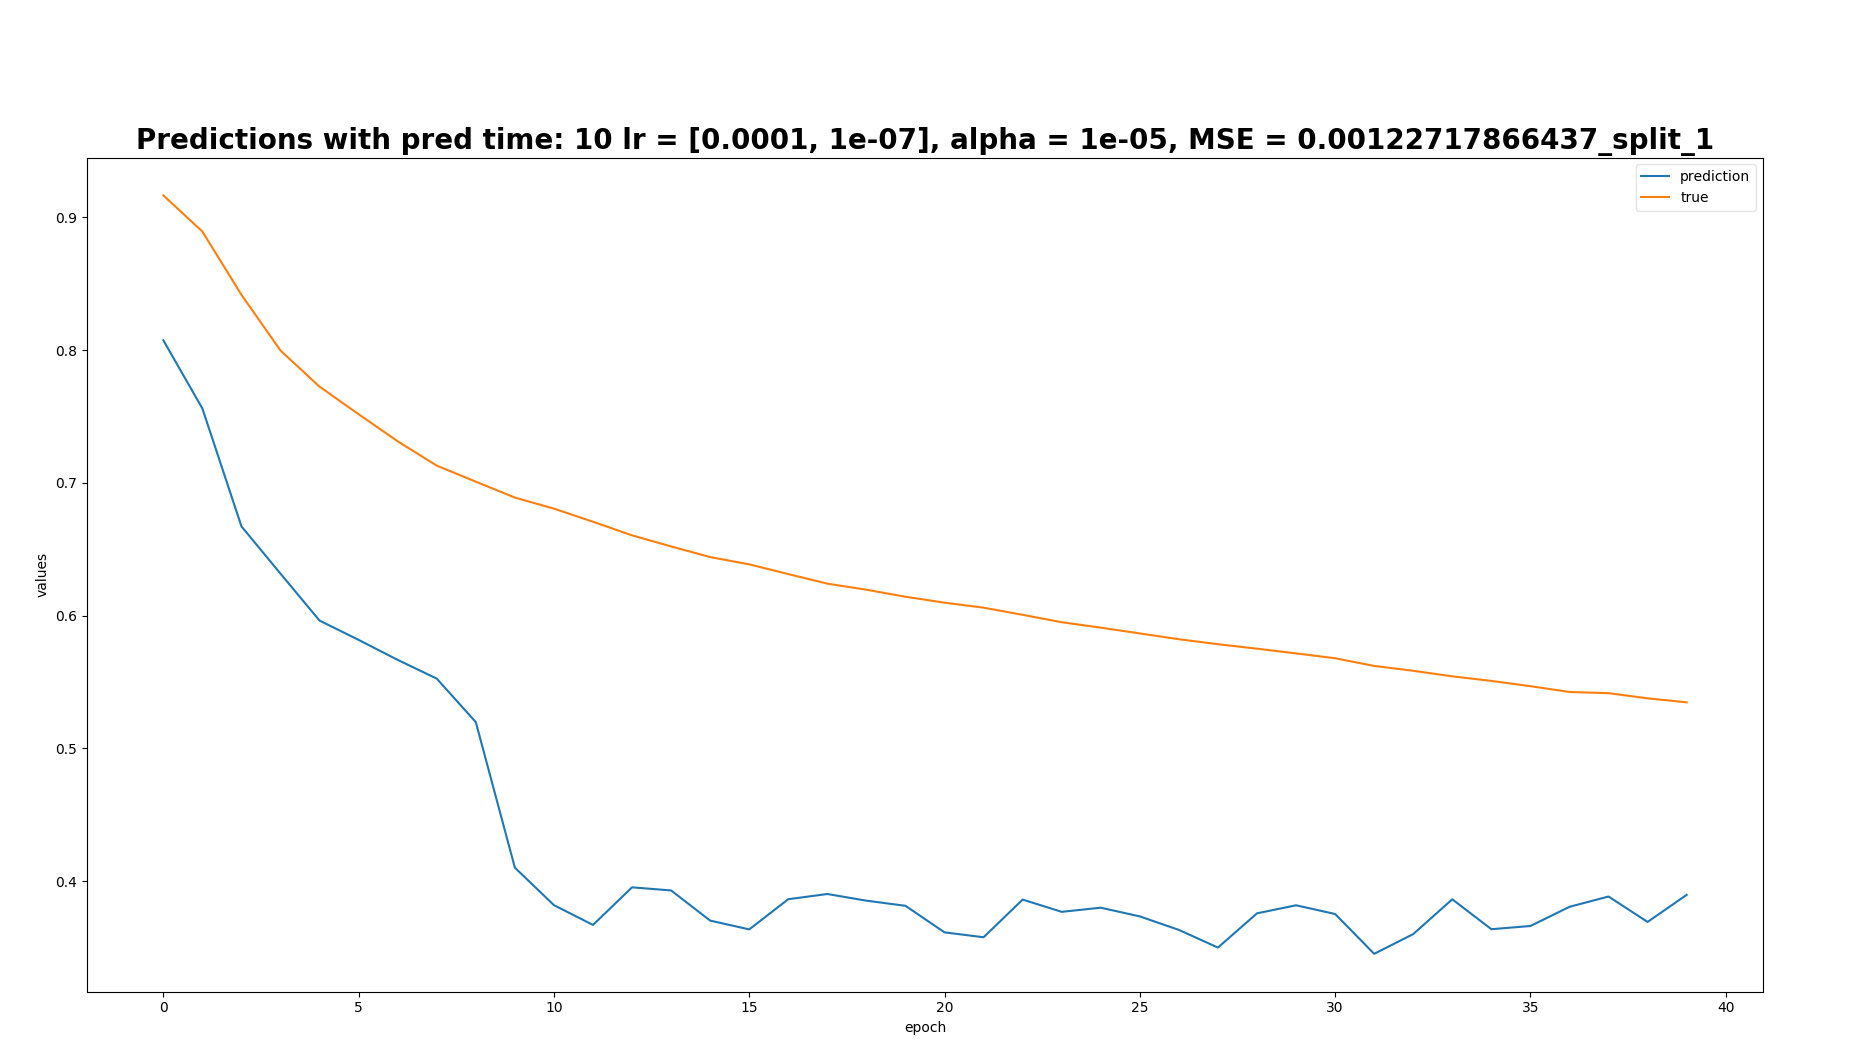 Predictions with pred time: 10 lr = [0.0001, 1e-07], alpha = 1e-05, MSE = 0.00122717866437_split_1
prediction
true
0.9
0.8
0.7
0.6
0.5
0.4
values
0 5 10 15 20 25 30 35 40
epoch